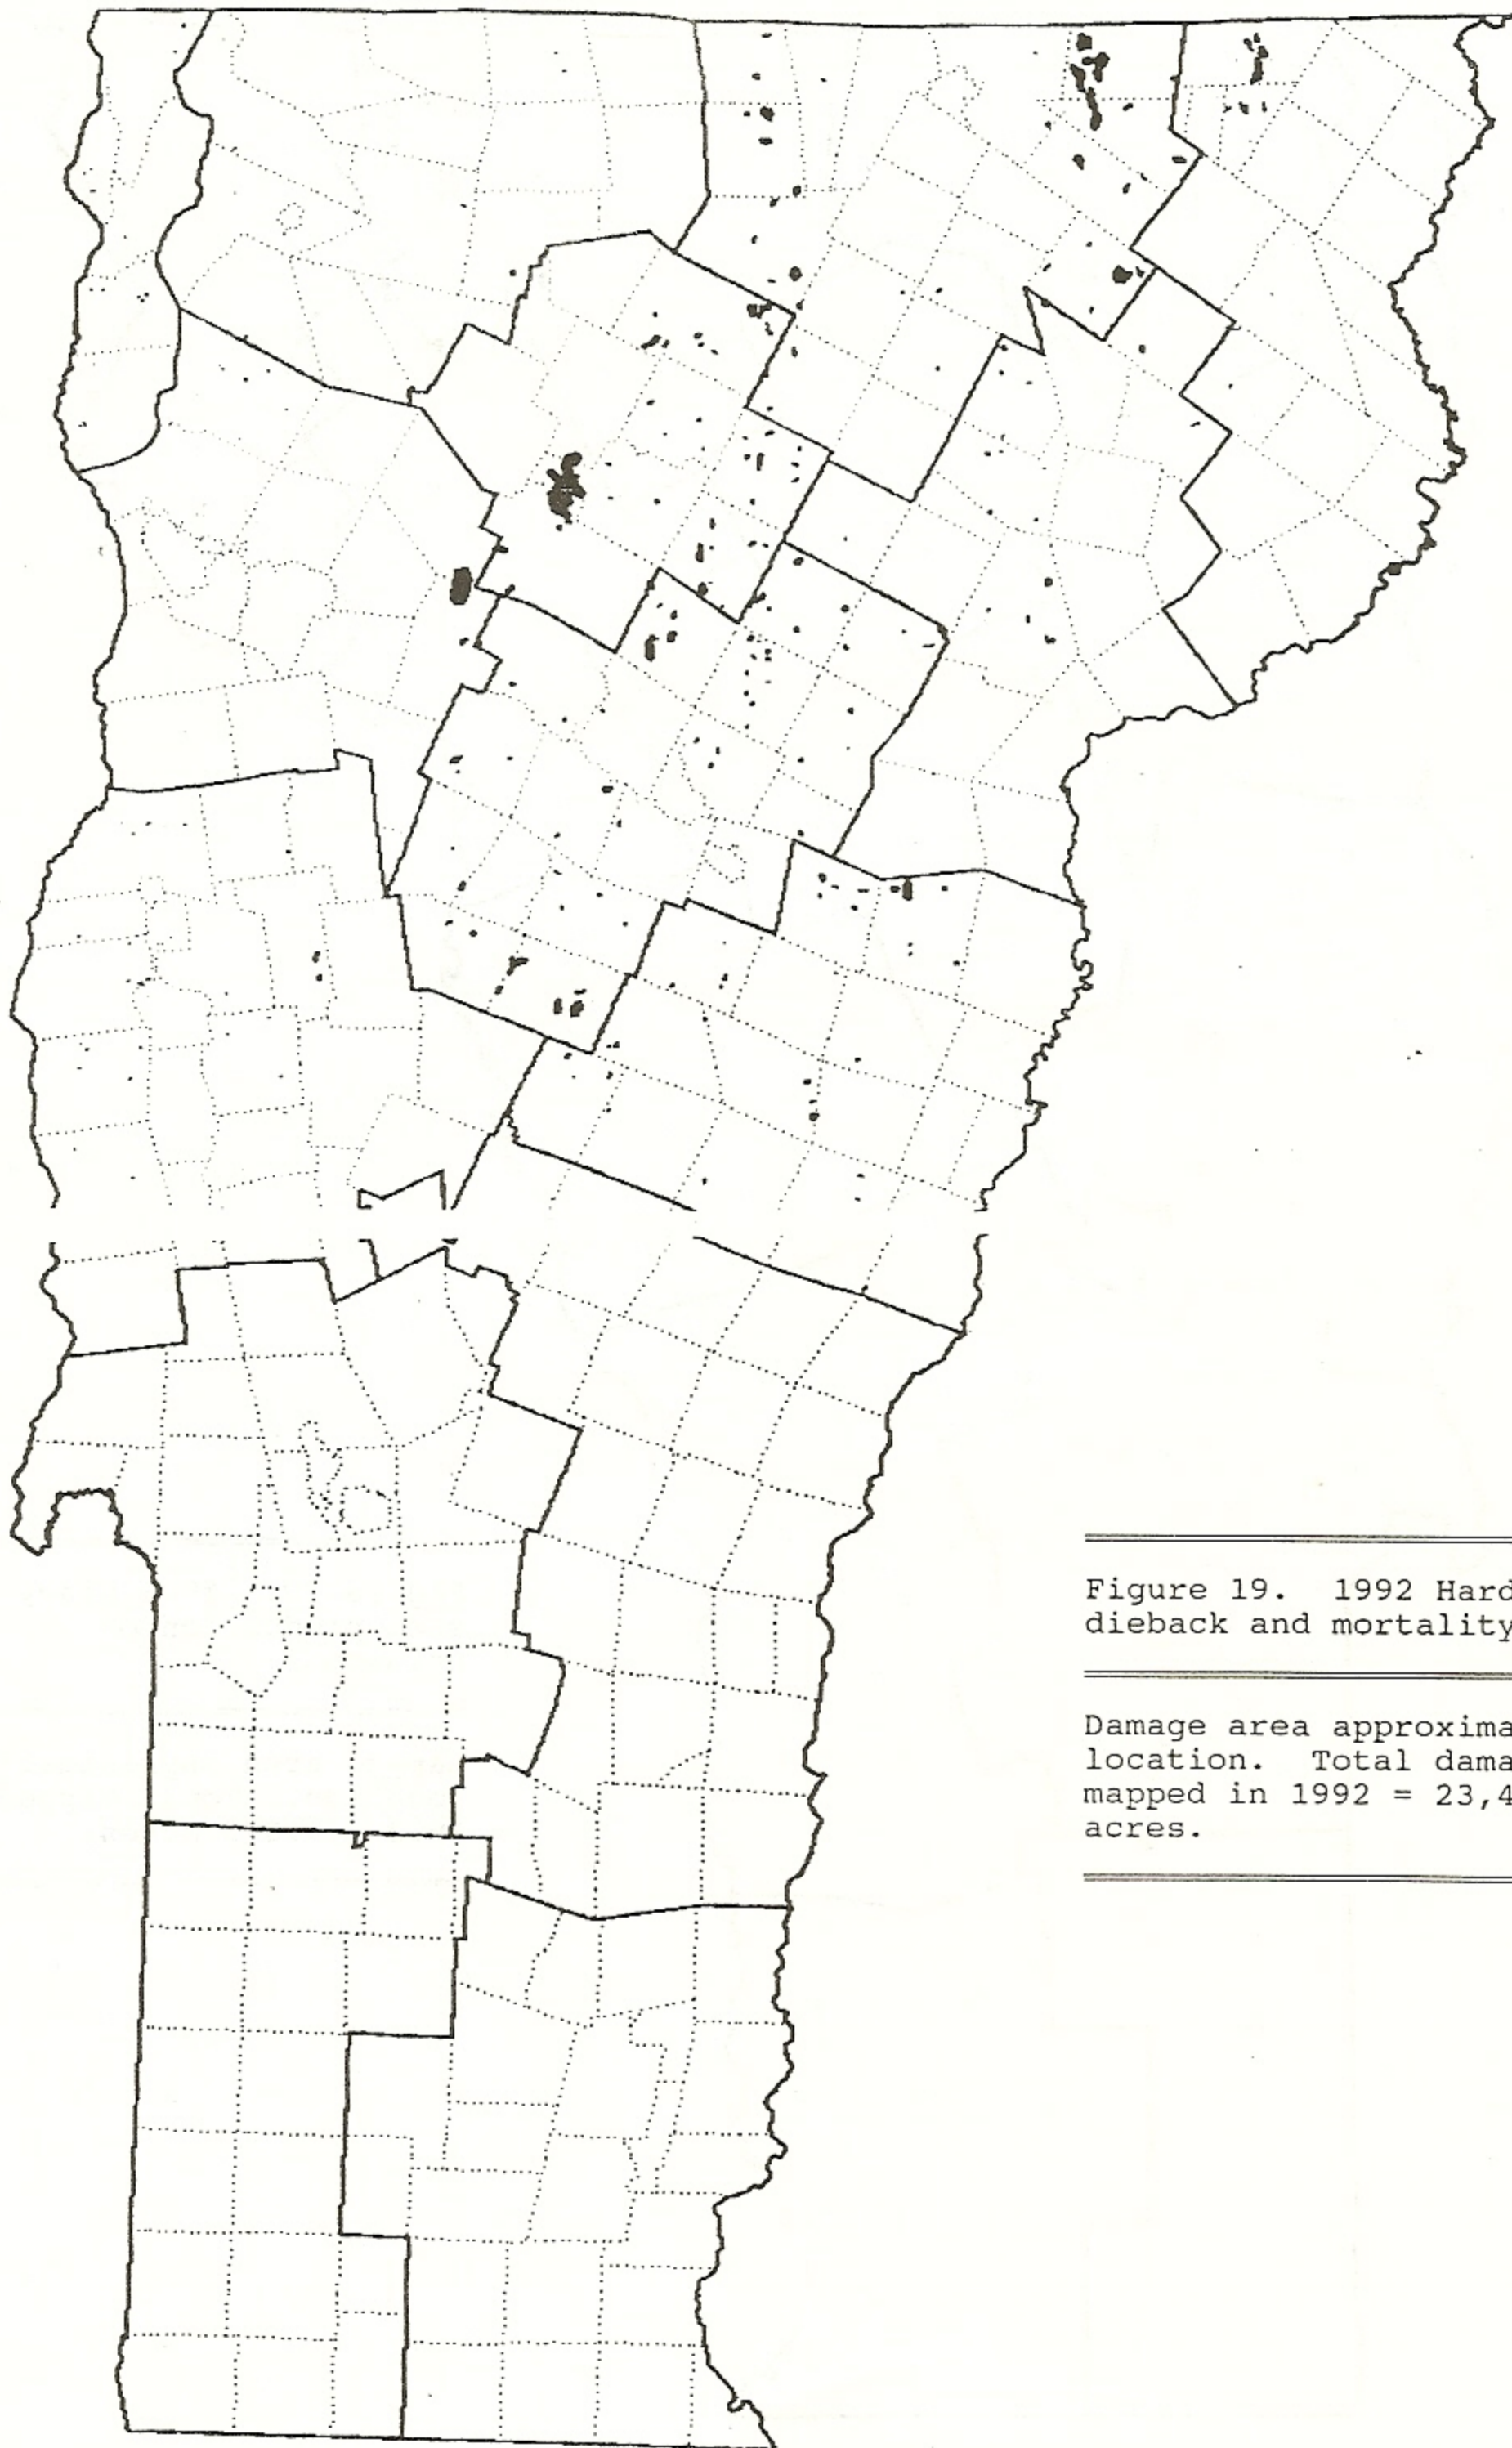 Figure 19. 1992 Hard
dieback and mortality
Damage area approxima
location. Total dama
mapped in 1992 = 23,4
acres.